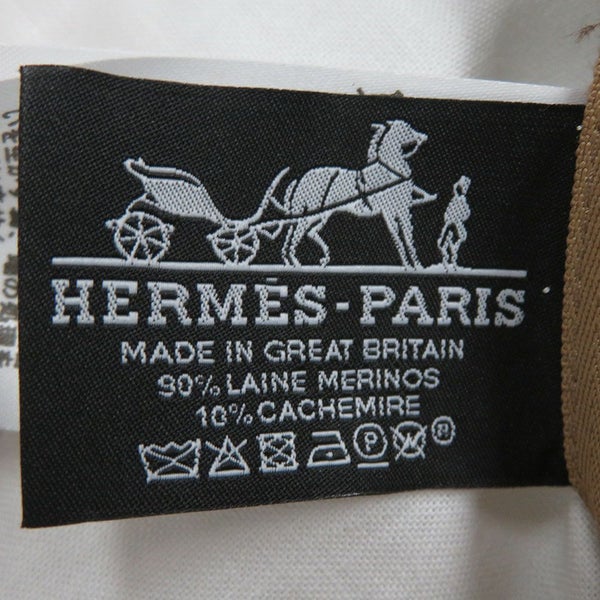 HERMÈS-PARIS
MADE IN GREAT BRITAIN
90% LAINE MERINOS
10% CACHEMIRE
P W ®